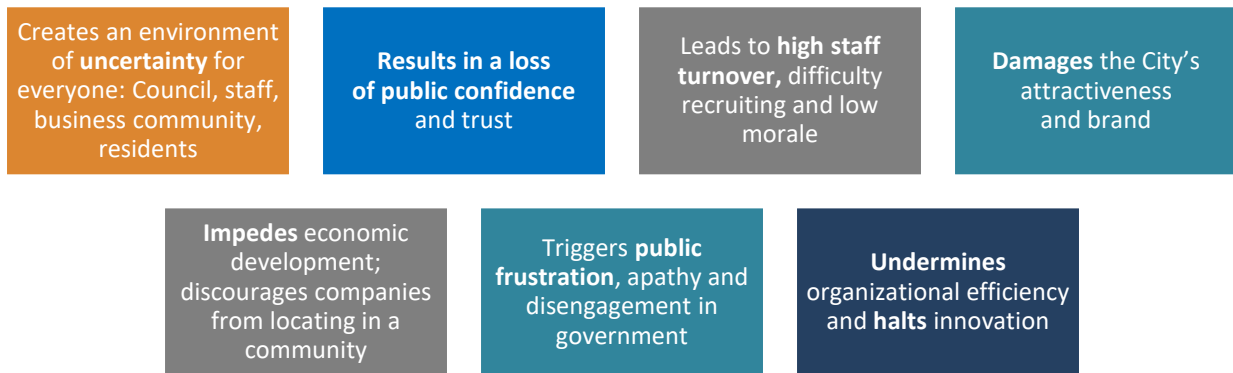 Creates an environment
of uncertainty for
everyone: Council, staff,
business community,
residents
Results in a loss
of public confidence
and trust
Leads to high staff
turnover, difficulty
recruiting and low
morale
Damages the City’s
attractiveness
and brand
Impedes economic
development;
discourages companies
from locating in a
community
Triggers public
frustration, apathy and
disengagement in
government
Undermines
organizational efficiency
and halts innovation